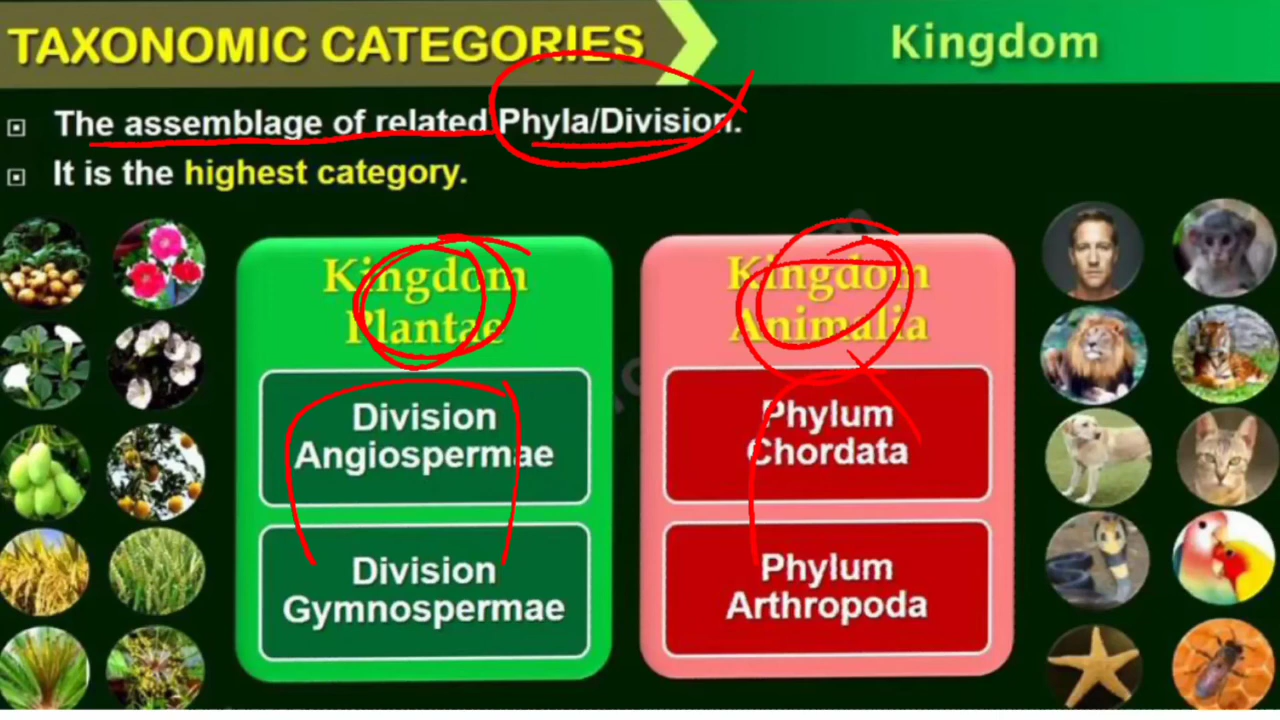 TAXONOMIC CATEGORIES
Kingdom
The assemblage of related Phyla/Division.
It is the highest category.
Kingdom
Plantae
Division
Angiospermae
Division
Gymnospermae
Kingdom
Animalia
Phylum
Chordata
Phylum
Arthropoda